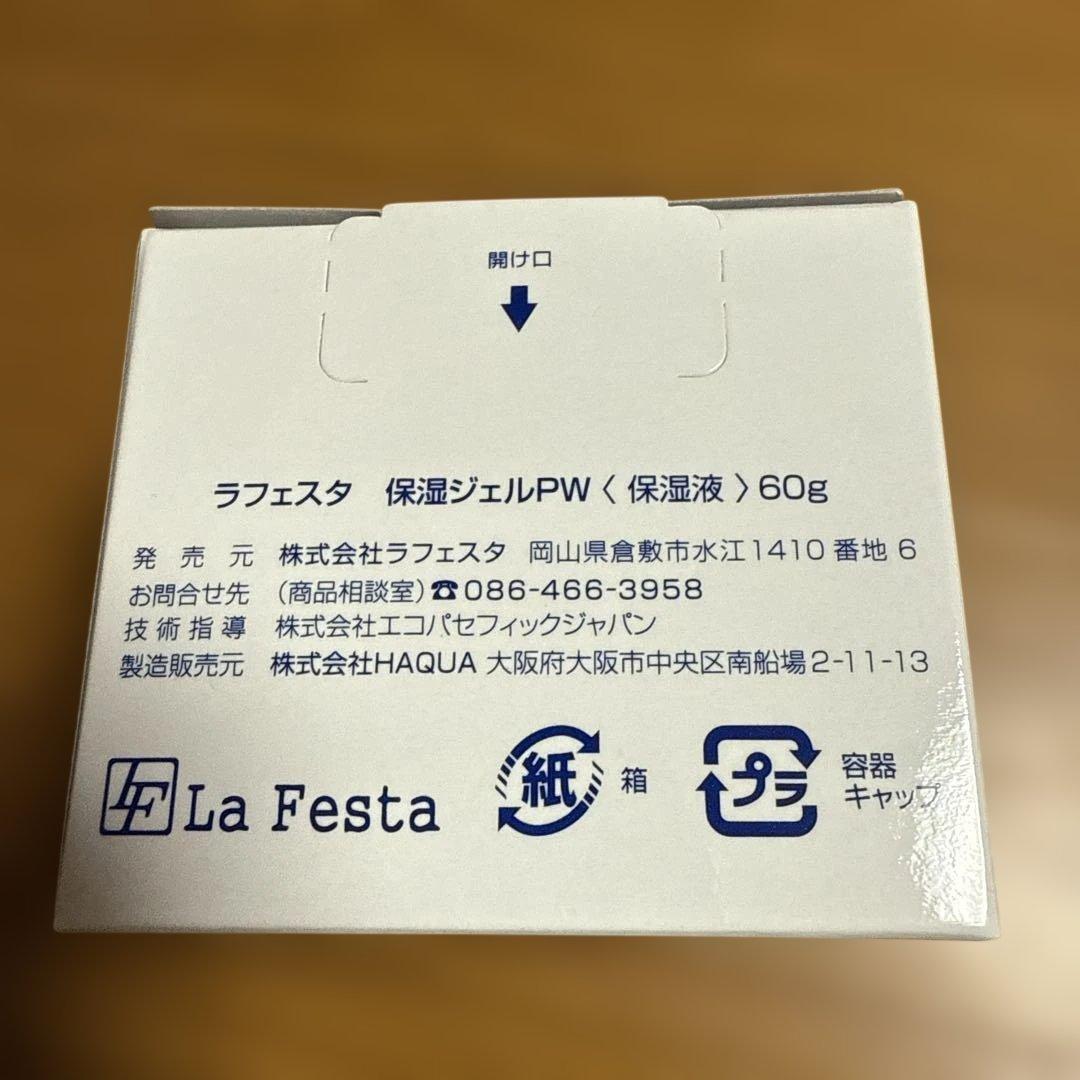 開け口
ラフェスタ 保湿ジェルPW〈 保湿液 〉60g
発売元 株式会社ラフェスタ 岡山県倉敷市水江1410番地6
お問合せ先 (商品相談室)☎086-466-3958
技術指導 株式会社エコパセフィックジャパン
製造販売元 株式会社HAQUA 大阪府大阪市中央区南船場2-11-13
LF La Festa
紙 箱
プラ 容器
キャップ